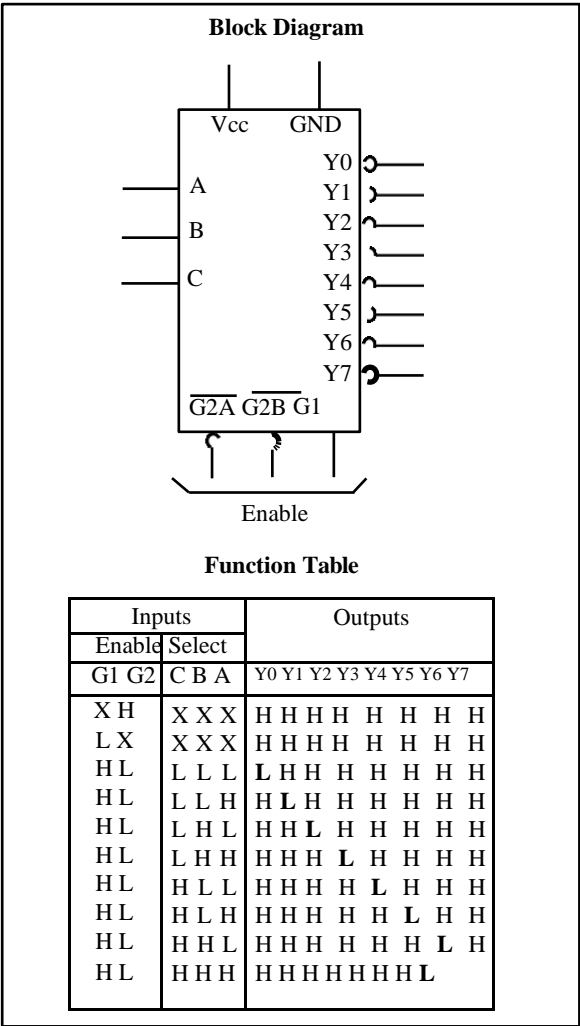 Block Diagram
Vcc GND
Y0
A Y1
B Y2
Y3
C Y4
Y5
Y6
Y7
G2A G2B G1
Enable
Function Table
Inputs Outputs
Enable Select
G1 G2 C B A Y0 Y1 Y2 Y3 Y4 Y5 Y6 Y7
X H X X X H H H H H H H H
L X X X X H H H H H H H H
H L L L L L H H H H H H H
H L L L H H L H H H H H H
H L L H L H H L H H H H H
H L L H H H H H L H H H H
H L H L L H H H H L H H H
H L H L H H H H H H L H H
H L H H L H H H H H H L H
H L H H H H H H H H H H L